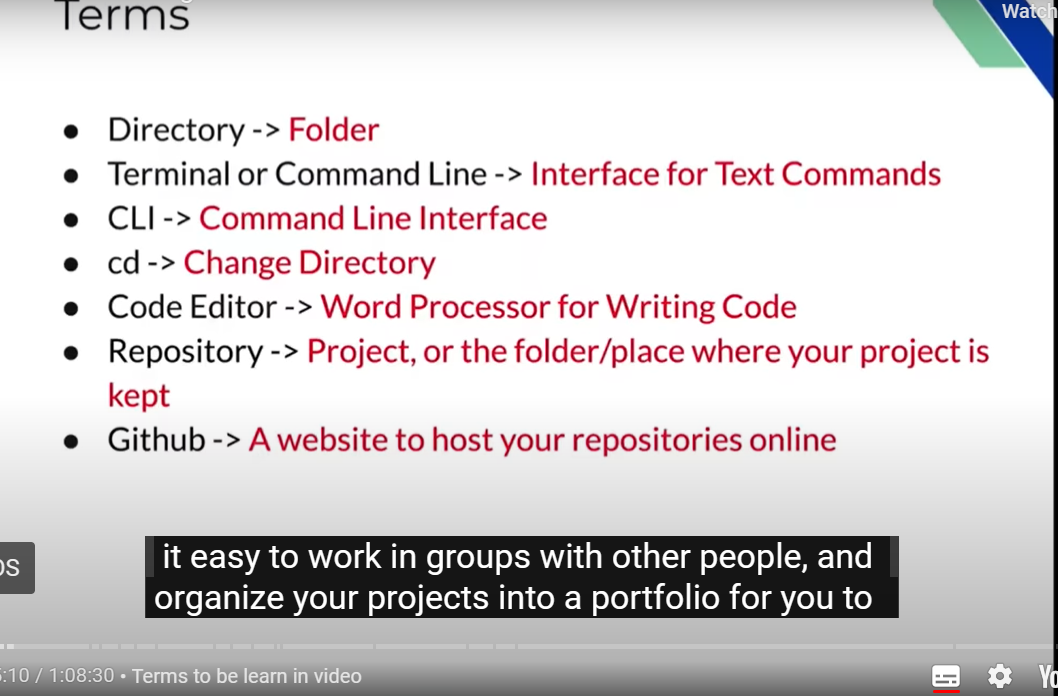 Terms
Watch
● Directory -> Folder
● Terminal or Command Line -> Interface for Text Commands
● CLI -> Command Line Interface
● cd -> Change Directory
● Code Editor -> Word Processor for Writing Code
● Repository -> Project, or the folder/place where your project is
kept
● Github -> A website to host your repositories online
it easy to work in groups with other people, and
organize your projects into a portfolio for you to
:10 / 1:08:30 • Terms to be learn in video